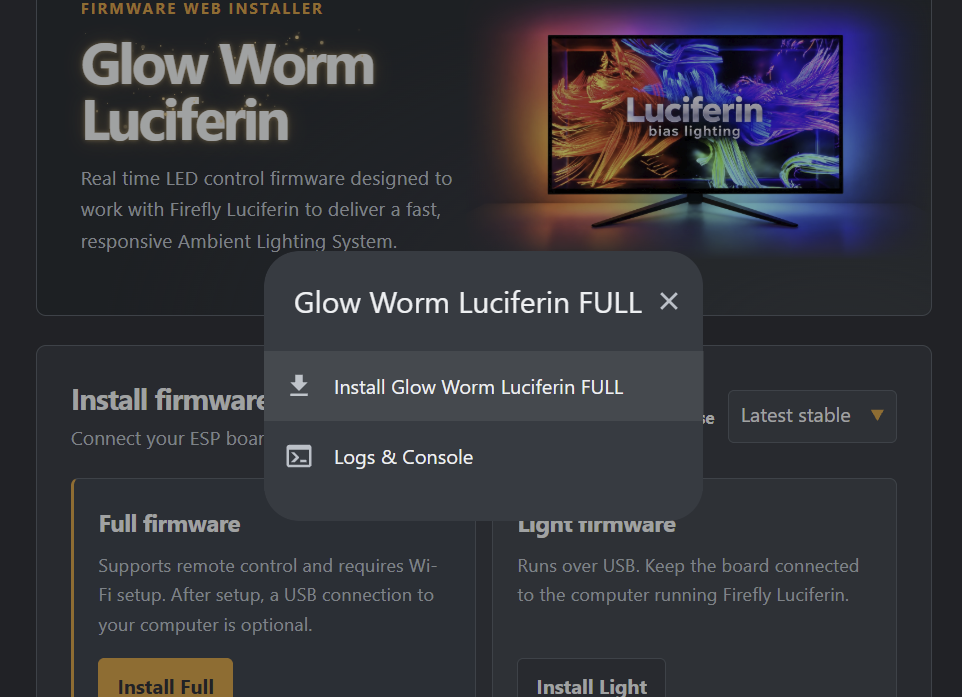 FIRMWARE WEB INSTALLER
Glow Worm
Luciferin
Real time LED control firmware designed to
work with Firefly Luciferin to deliver a fast,
responsive Ambient Lighting System.
Luciferin
bias lighting
Glow Worm Luciferin FULL
Install Glow Worm Luciferin FULL
Logs & Console
Install firmware
Connect your ESP
Latest stable
Full firmware
Supports remote control and requires Wi-
Fi setup. After setup, a USB connection to
your computer is optional.
Install Full
Light firmware
Runs over USB. Keep the board connected
to the computer running Firefly Luciferin.
Install Light